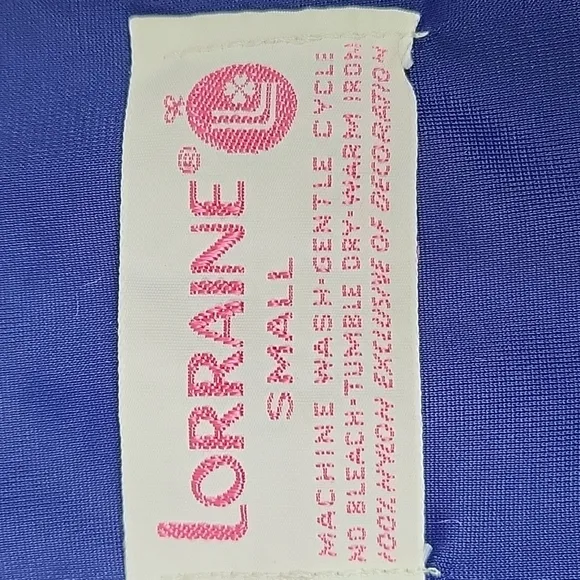 LORRAINE®
SMALL
MACHINE WASH-GENTLE CYCLE
NO BLEACH-TUMBLE DRY-WARM IRON
100% NYLON EXCLUSIVE OF DECORATION